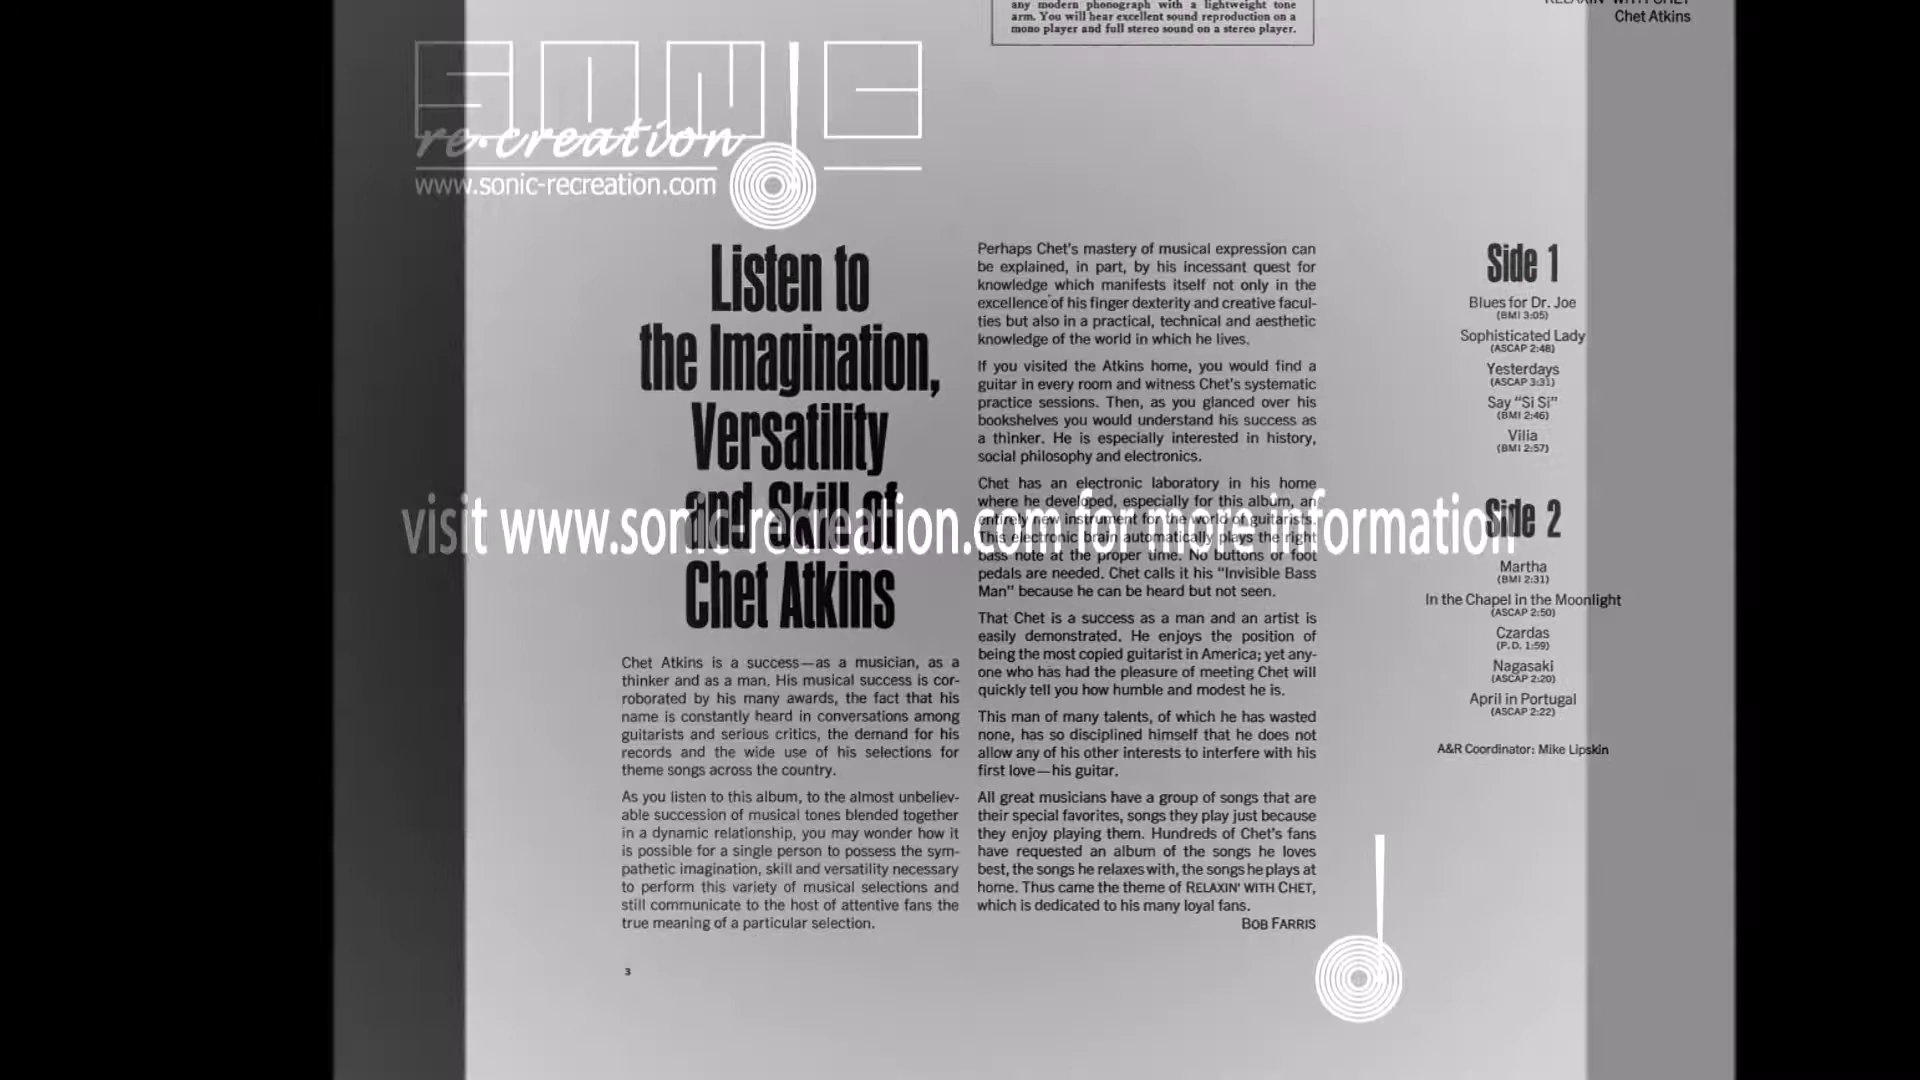 any modern phonograph with a lightweight tone
arm. You will hear excellent sound reproduction on a
mono player and full stereo sound on a stereo player.
RELAXIN' WITH CHET
Chet Atkins
SONIC
re•creation
www.sonic-recreation.com
Listen to
the Imagination,
Versatility
and Skill of
Chet Atkins
Chet Atkins is a success—as a musician, as a
thinker and as a man. His musical success is cor-
roborated by his many awards, the fact that his
name is constantly heard in conversations among
guitarists and serious critics, the demand for his
records and the wide use of his selections for
theme songs across the country.
As you listen to this album, to the almost unbeliev-
able succession of musical tones blended together
in a dynamic relationship, you may wonder how it
is possible for a single person to possess the sym-
pathetic imagination, skill and versatility necessary
to perform this variety of musical selections and
still communicate to the host of attentive fans the
true meaning of a particular selection.
3
Perhaps Chet's mastery of musical expression can
be explained, in part, by his incessant quest for
knowledge which manifests itself not only in the
excellence of his finger dexterity and creative facul-
ties but also in a practical, technical and aesthetic
knowledge of the world in which he lives.
If you visited the Atkins home, you would find a
guitar in every room and witness Chet's systematic
practice sessions. Then, as you glanced over his
bookshelves you would understand his success as
a thinker. He is especially interested in history,
social philosophy and electronics.
Chet has an electronic laboratory in his home
where he developed, especially for this album, an
entirely new instrument for the world of guitarists.
This electronic brain automatically plays the right
bass note at the proper time. No buttons or foot
pedals are needed. Chet calls it his “Invisible Bass
Man” because he can be heard but not seen.
That Chet is a success as a man and an artist is
easily demonstrated. He enjoys the position of
being the most copied guitarist in America; yet any-
one who has had the pleasure of meeting Chet will
quickly tell you how humble and modest he is.
This man of many talents, of which he has wasted
none, has so disciplined himself that he does not
allow any of his other interests to interfere with his
first love—his guitar.
All great musicians have a group of songs that are
their special favorites, songs they play just because
they enjoy playing them. Hundreds of Chet's fans
have requested an album of the songs he loves
best, the songs he relaxes with, the songs he plays at
home. Thus came the theme of RELAXIN' WITH CHET,
which is dedicated to his many loyal fans.
BOB FARRIS
visit www.sonic-recreation.com for more information
Side 1
Blues for Dr. Joe
(BMI 3:05)
Sophisticated Lady
(ASCAP 2:48)
Yesterdays
(ASCAP 3:31)
Say “Si Si”
(BMI 2:46)
Vilia
(BMI 2:57)
Side 2
Martha
(BMI 2:31)
In the Chapel in the Moonlight
(ASCAP 2:50)
Czardas
(P.D. 1:59)
Nagasaki
(ASCAP 2:20)
April in Portugal
(ASCAP 2:22)
A&R Coordinator: Mike Lipskin